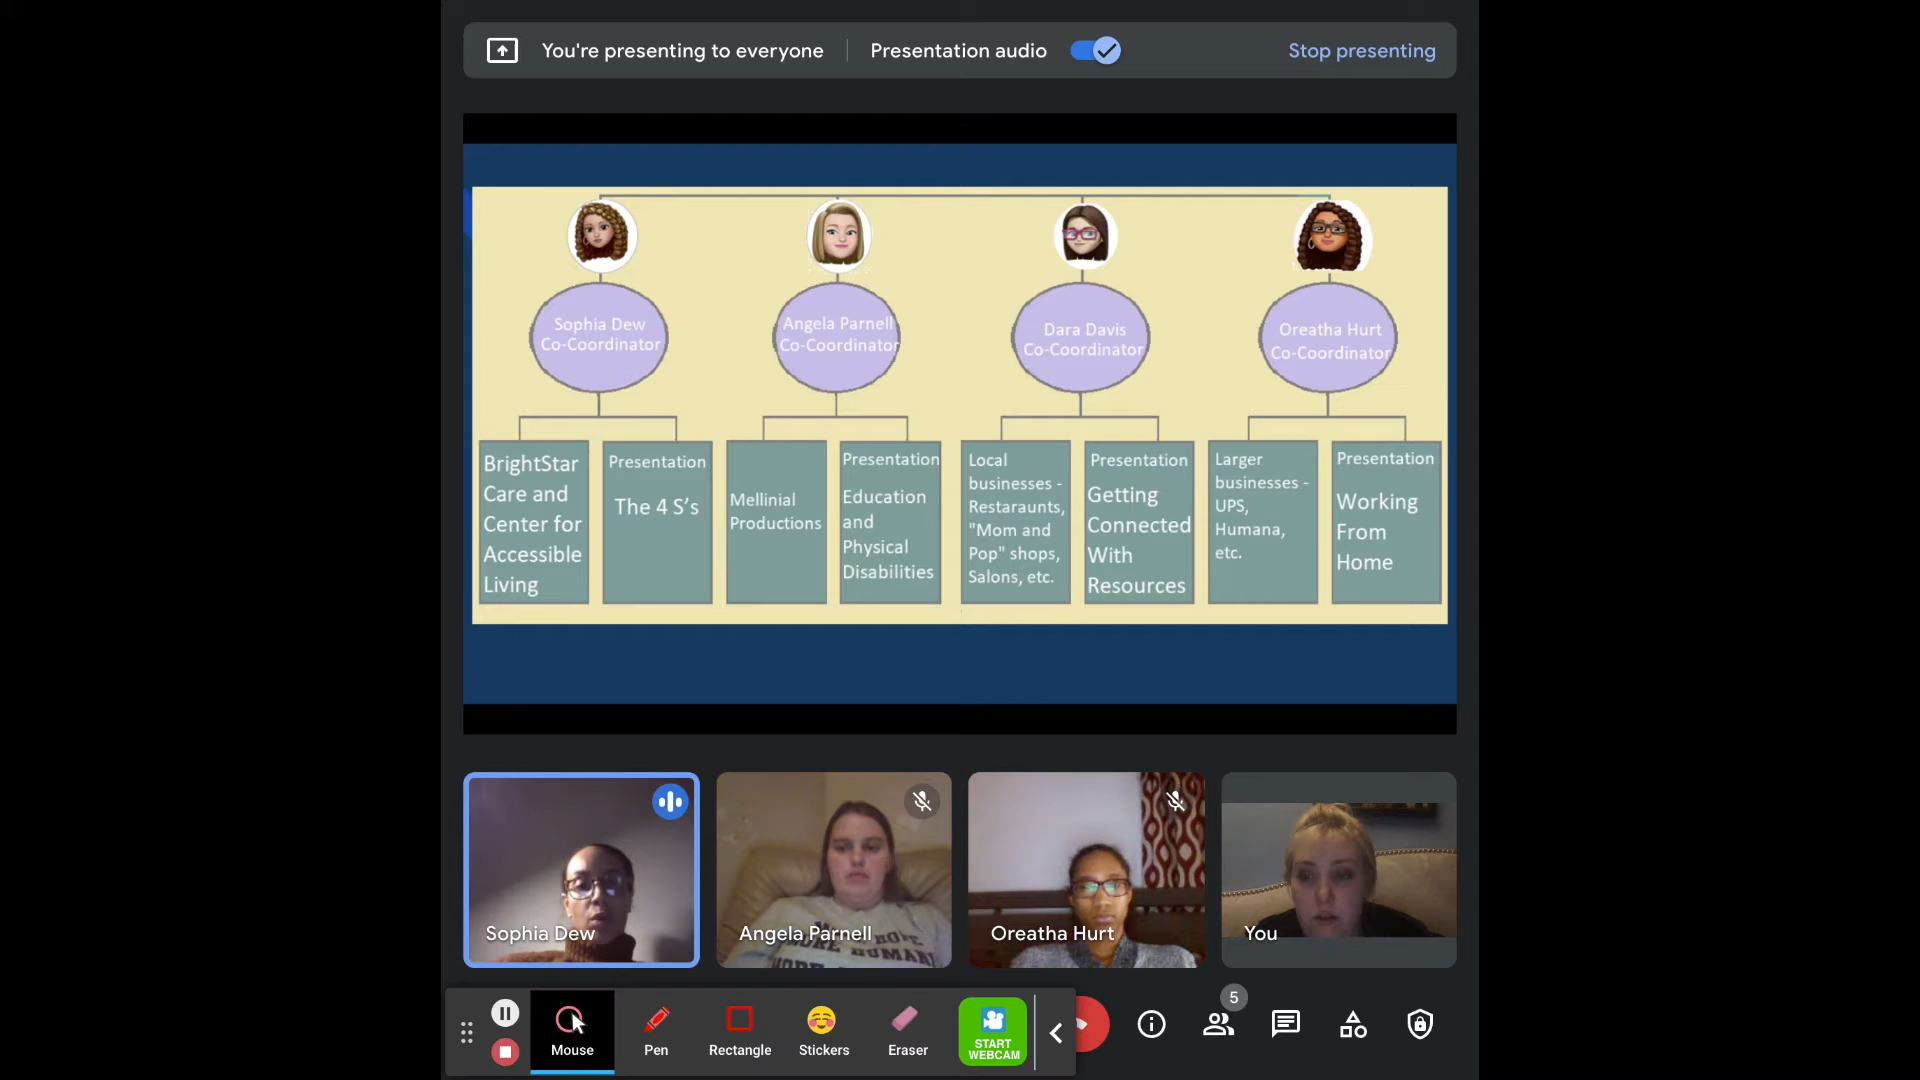 You're presenting to everyone
Presentation audio
Stop presenting
Sophia Dew
Co-Coordinator
Angela Parnell
Co-Coordinator
Dara Davis
Co-Coordinator
Oreatha Hurt
Co-Coordinator
BrightStar
Care and
Center for
Accessible
Living
Presentation
The 4 S's
Mellinial
Productions
Presentation
Education
and
Physical
Disabilities
Local
businesses -
Restaraunts,
"Mom and
Pop" shops,
Salons, etc.
Presentation
Getting
Connected
With
Resources
Larger
businesses -
UPS,
Humana,
etc.
Presentation
Working
From
Home
Sophia Dew
Angela Parnell
MORE HUMAN
Oreatha Hurt
You
Mouse
Pen
Rectangle
Stickers
Eraser
START
WEBCAM
5